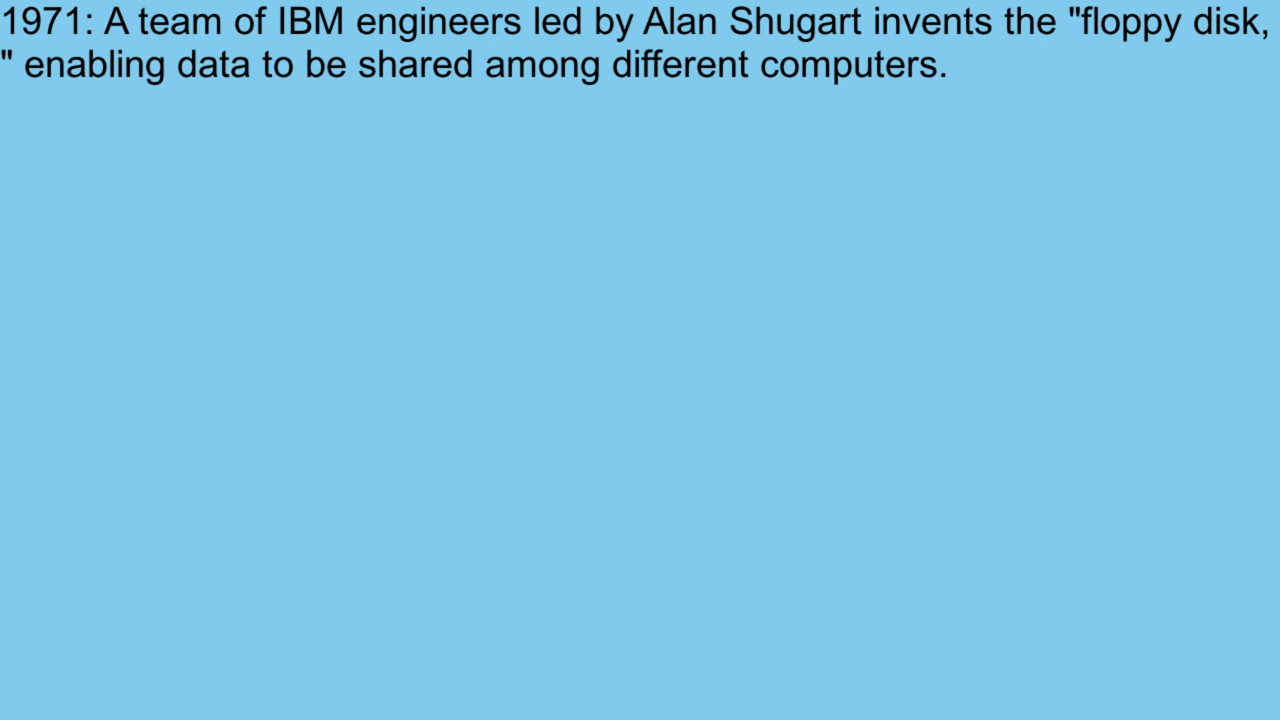 1971: A team of IBM engineers led by Alan Shugart invents the "floppy disk,
" enabling data to be shared among different computers.